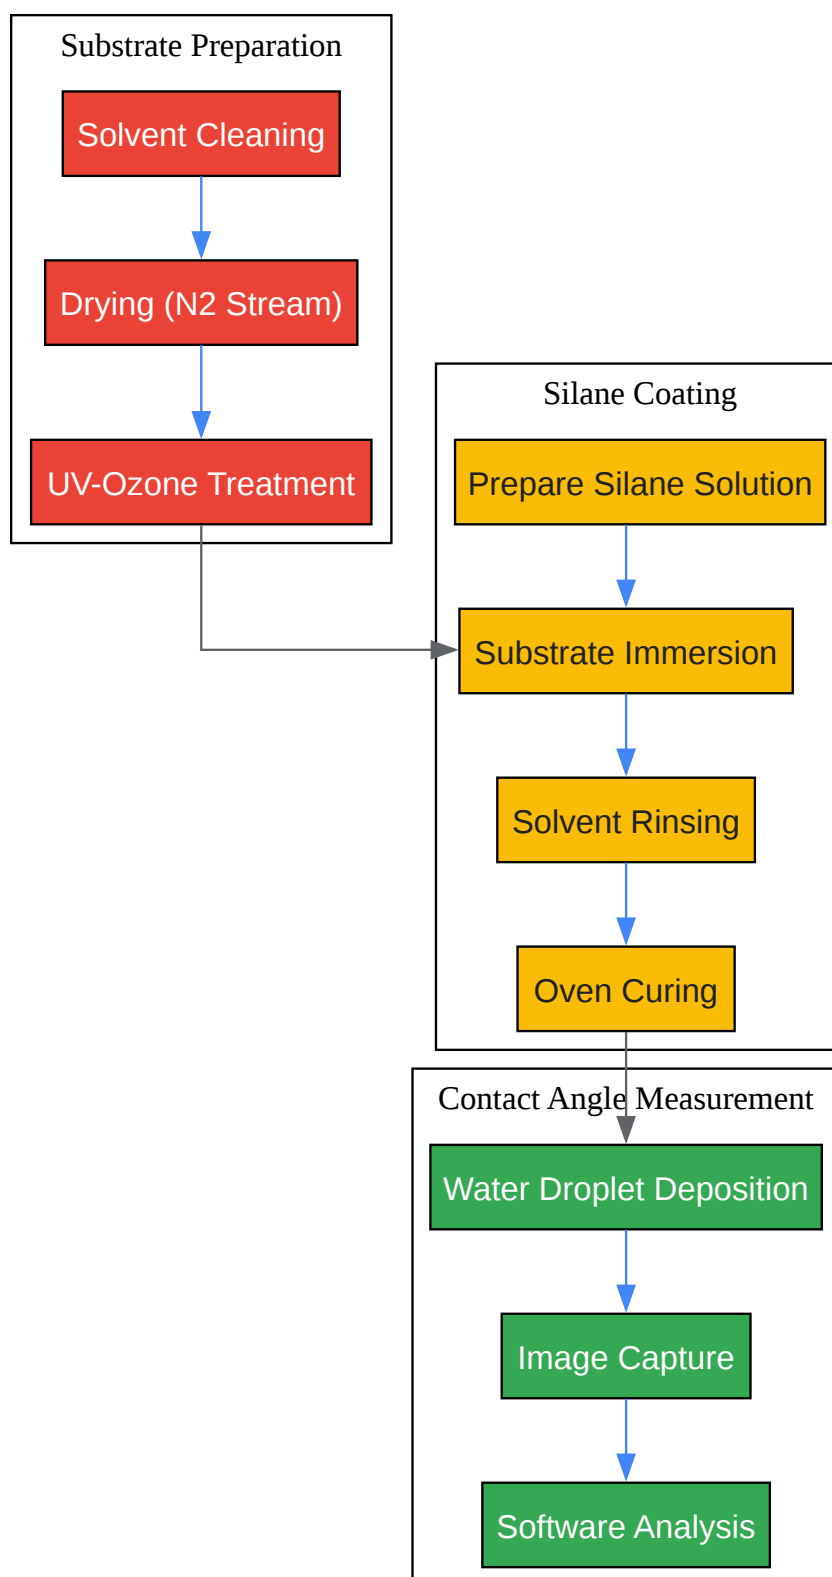 Substrate Preparation
Solvent Cleaning
Drying (N2 Stream)
UV-Ozone Treatment
Silane Coating
Prepare Silane Solution
Substrate Immersion
Solvent Rinsing
Oven Curing
Contact Angle Measurement
Water Droplet Deposition
Image Capture
Software Analysis